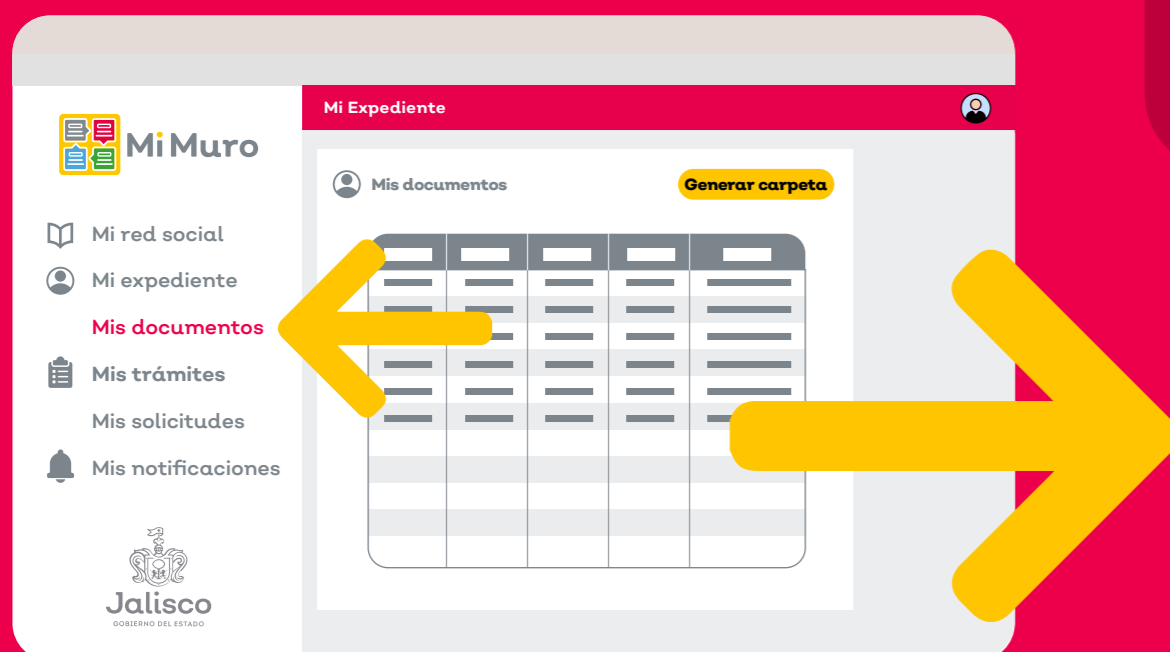 Mi Muro
Mi red social
Mi expediente
Mis documentos
Mis trámites
Mis solicitudes
Mis notificaciones
Jalisco
GOBIERNO DEL ESTADO
Mi Expediente
Mis documentos
Generar carpeta